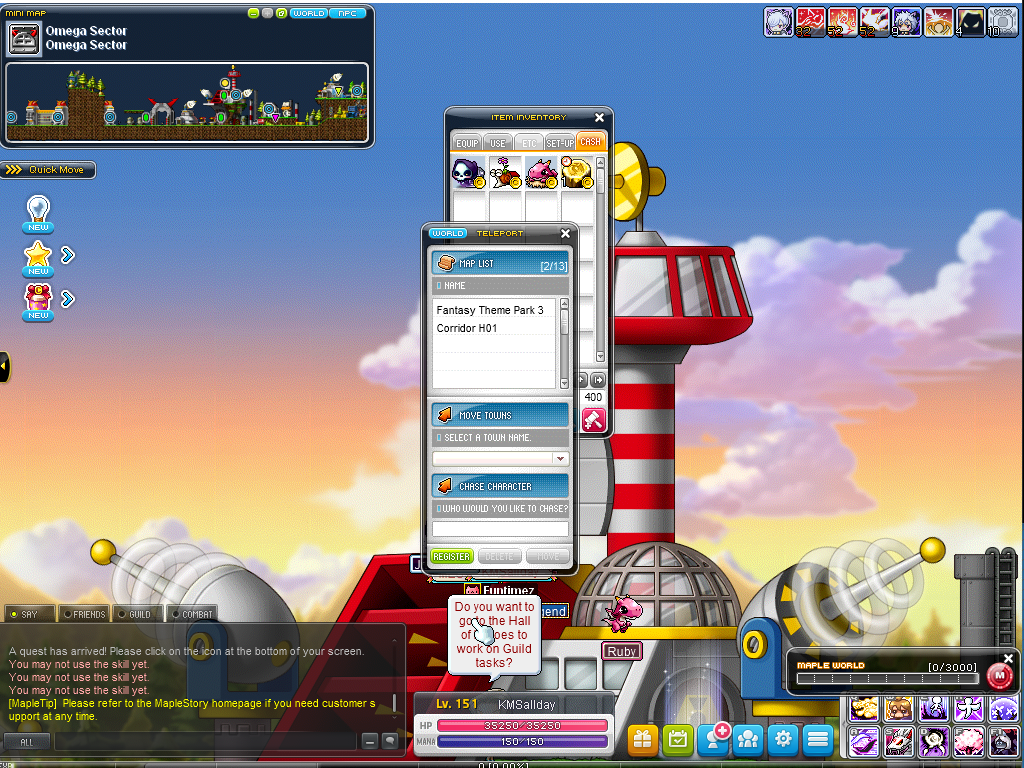 MINI MAP
WORLD
NPC
Omega Sector
Omega Sector
Quick Move
NEW
NEW
NEW
82
52
52
9
4
10
ITEM INVENTORY
EQUIP
USE
ETC
SET-UP
CASH
400
WORLD
TELEPORT
MAP LIST
[2/13]
NAME
Fantasy Theme Park 3
Corridor H01
MOVE TOWNS
SELECT A TOWN NAME.
CHASE CHARACTER
WHO WOULD YOU LIKE TO CHASE?
REGISTER
DELETE
MOVE
Funtimez
Do you want to
go to the Hall
of
to
work on Guild
tasks?
Ruby
SAY
FRIENDS
GUILD
COMBAT
A quest has arrived! Please click on the icon at the bottom of your screen.
You may not use the skill yet.
You may not use the skill yet.
You may not use the skill yet.
[MapleTip] Please refer to the MapleStory homepage if you need customer s
upport at any time.
ALL
Lv. 151 KMSallday
HP 35250/35250
MANA 150/150
MAPLE WORLD
[0/3000]
M
0 [0.00%]